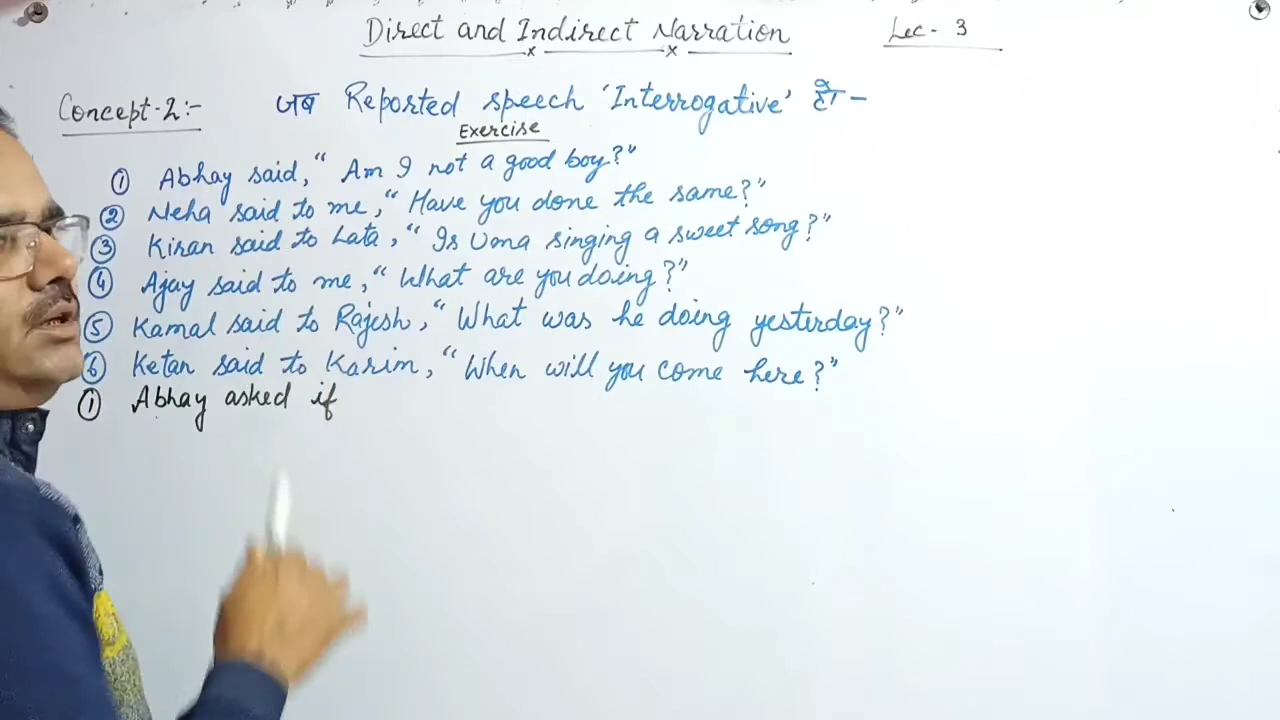 Direct and Indirect Narration
Lec - 3
Concept-2:- जब Reported speech 'Interrogative' हो -
Exercise
① Abhay said, "Am I not a good boy?"
② Neha said to me, "Have you done the same?"
③ Kiran said to Lata, "Is Uma singing a sweet song?"
④ Ajay said to me, "What are you doing?"
⑤ Kamal said to Rajesh, "What was he doing yesterday?"
⑥ Ketan said to Karim, "When will you come here?"
① Abhay asked if